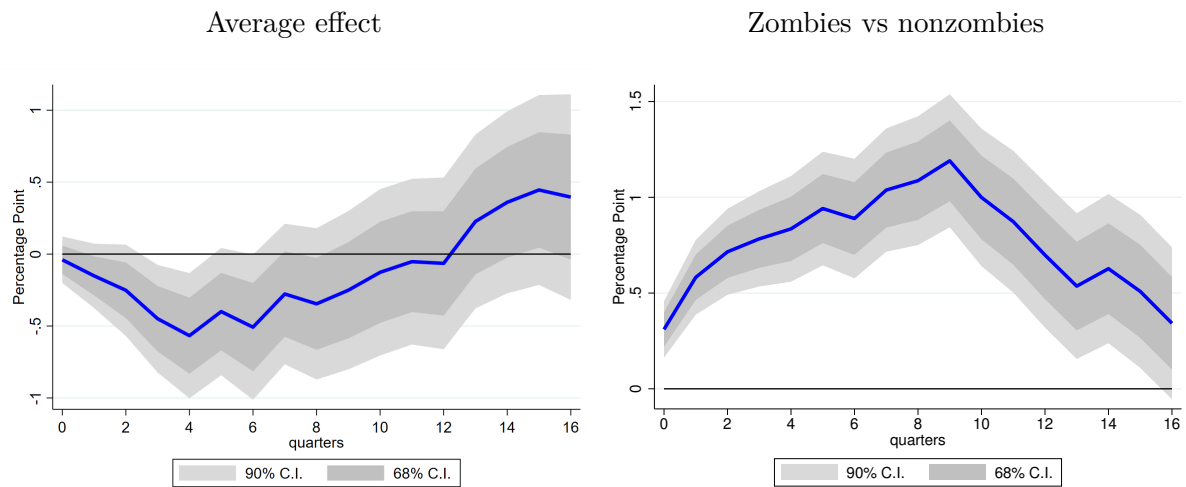 Average effect
Percentage Point
1
.5
0
-.5
-1
0 2 4 6 8 10 12 14 16
quarters
90% C.I. 68% C.I.
Zombies vs nonzombies
Percentage Point
1.5
1
.5
0
0 2 4 6 8 10 12 14 16
quarters
90% C.I. 68% C.I.